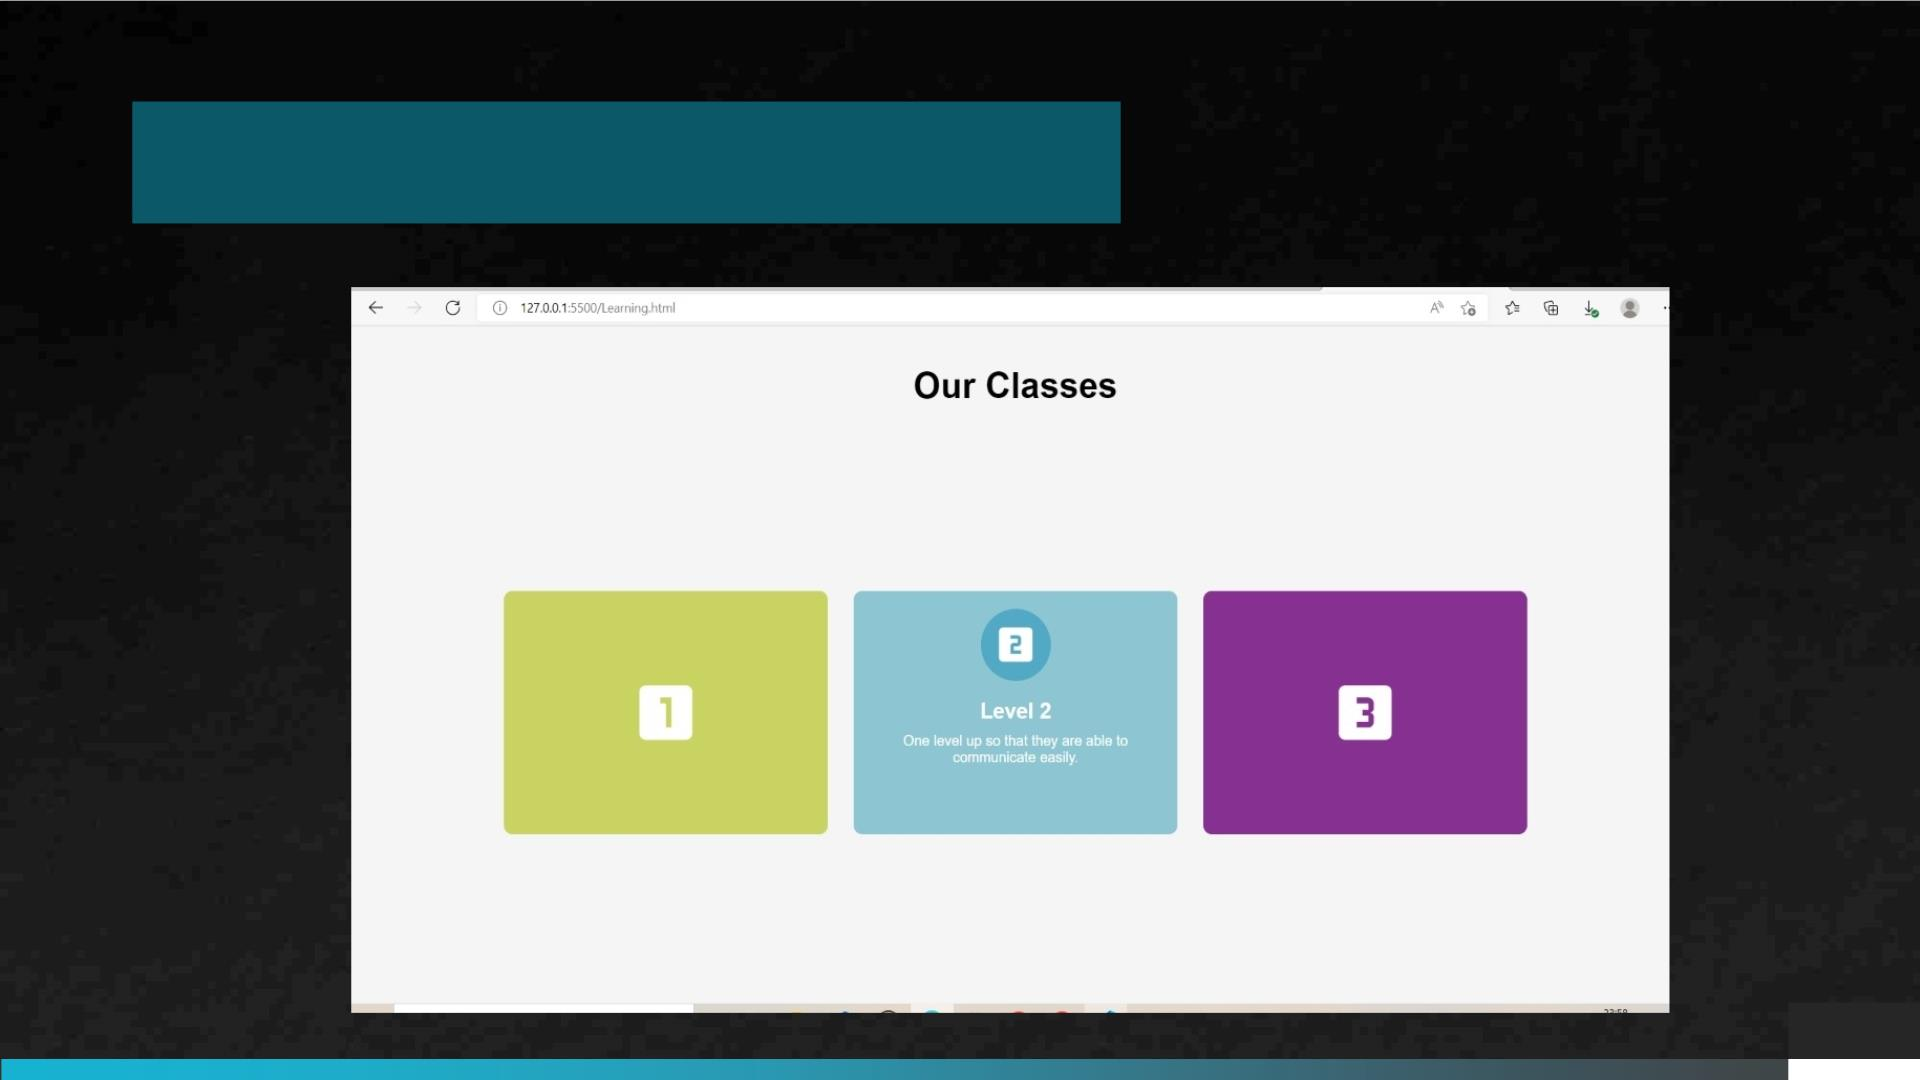 127.0.0.1:5500/Learning.html
Our Classes
1
2
3
Level 2
One level up so that they are able to
communicate easily.